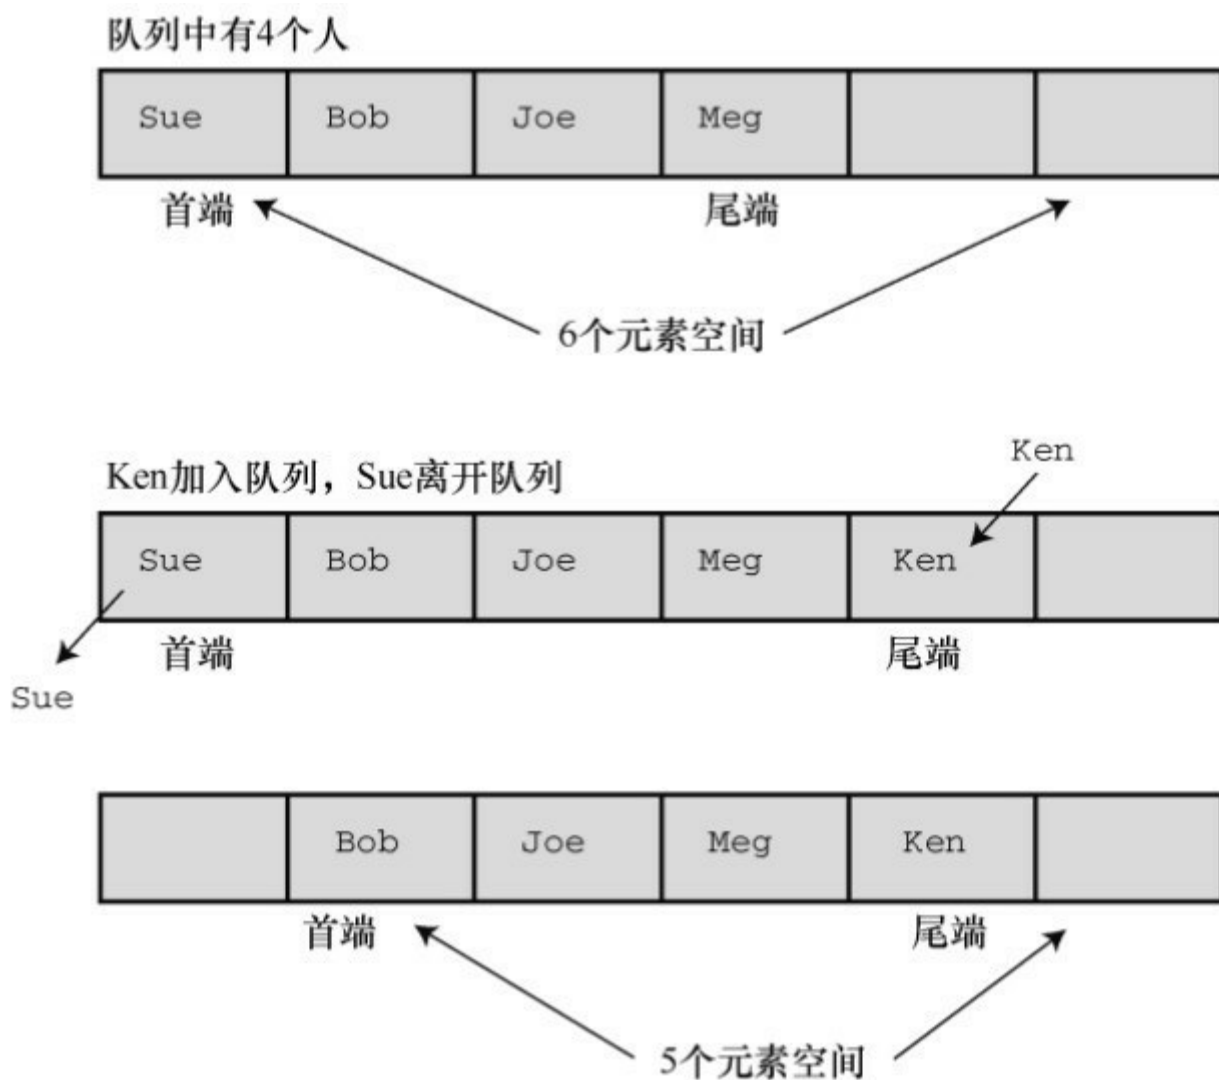 队列中有4个人
Sue Bob Joe Meg
首端 尾端
6个元素空间
Ken
Ken加入队列，Sue离开队列
Sue Bob Joe Meg Ken
首端 尾端
Sue
Bob Joe Meg Ken
首端 尾端
5个元素空间